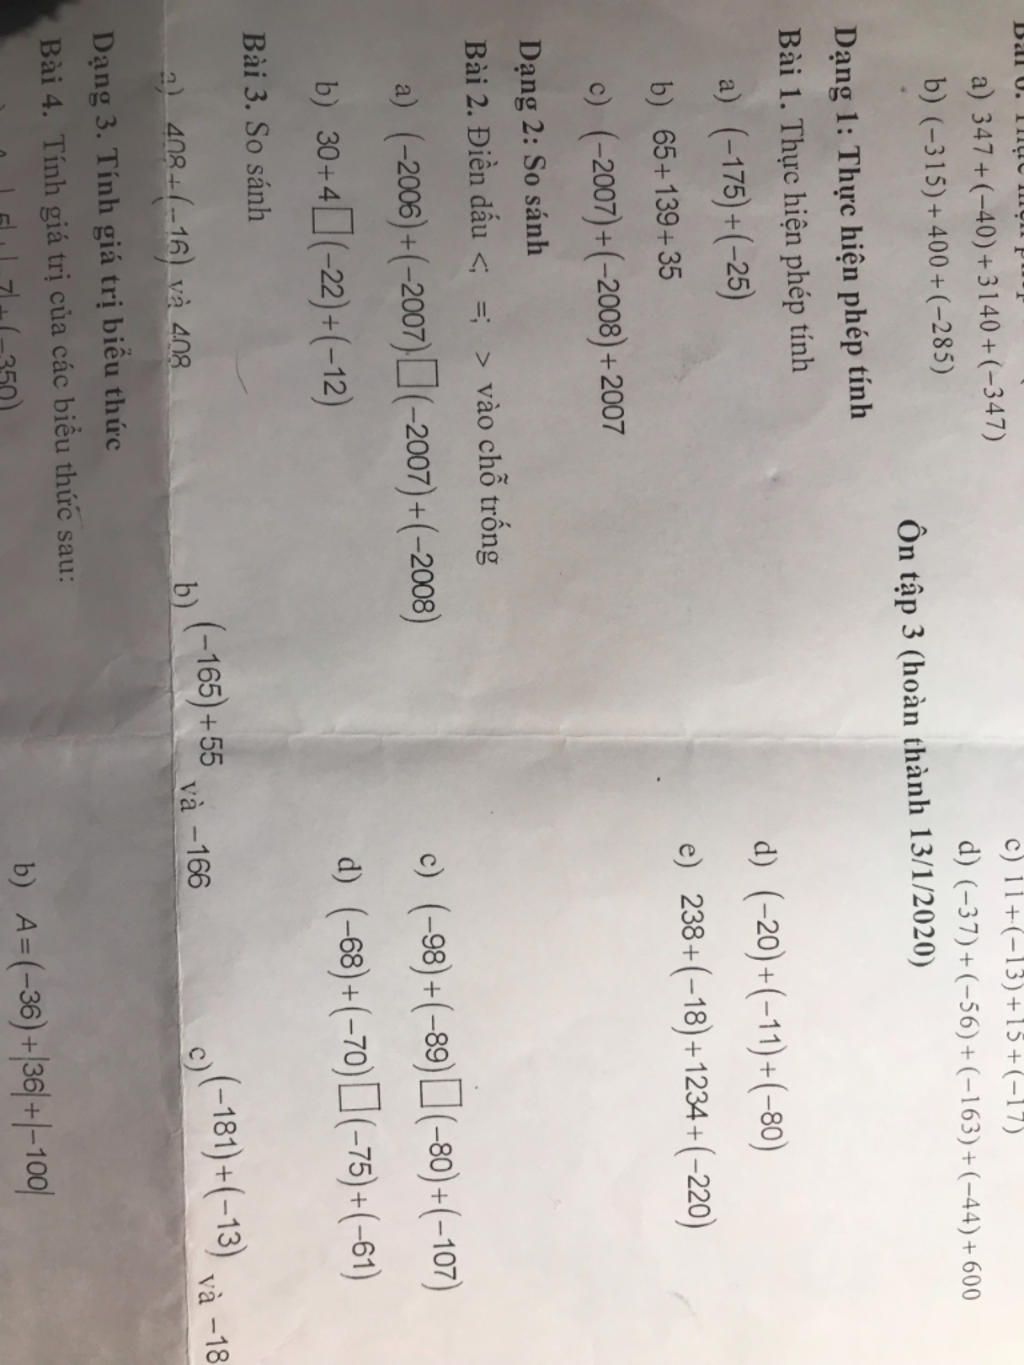 a) 347+(−40)+3140+(−347)
b) (−315)+400+(−285)
c) 11+(−13)+15+(−17)
d) (−37)+(−56)+(−163)+(−44)+600
Ôn tập 3 (hoàn thành 13/1/2020)
Dạng 1: Thực hiện phép tính
Bài 1. Thực hiện phép tính
a) (−175)+(−25)
d) (−20)+(−11)+(−80)
b) 65+139+35
e) 238+(−18)+1234+(−220)
c) (−2007)+(−2008)+2007
Dạng 2: So sánh
Bài 2. Điền dấu <; =; > vào chỗ trống
a) (−2006)+(−2007)□(−2007)+(−2008)
c) (−98)+(−89)□(−80)+(−107)
b) 30+4□(−22)+(−12)
d) (−68)+(−70)□(−75)+(−61)
Bài 3. So sánh
a) 408+(−16) và 408
b) (−165)+55 và −166
c) (−181)+(−13) và −18
Dạng 3. Tính giá trị biểu thức
Bài 4. Tính giá trị của các biểu thức sau:
b) A=(−36)+|36|+|−100|